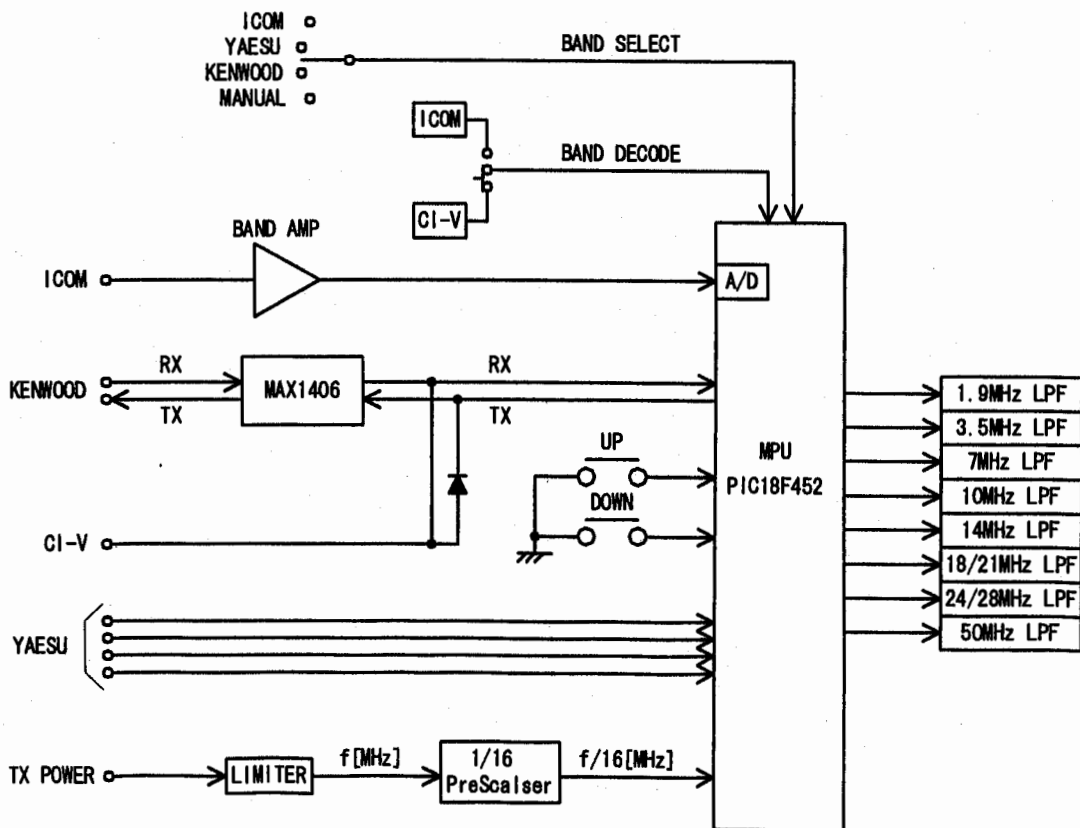 ICOM
YAESU
KENWOOD
MANUAL
BAND SELECT
ICOM
BAND DECODE
CI-V
BAND AMP
ICOM
A/D
KENWOOD
RX
TX
MAX1406
RX
TX
UP
DOWN
MPU
PIC18F452
CI-V
YAESU
TX POWER
LIMITER
f[MHz]
1/16
PreScalser
f/16[MHz]
1.9MHz LPF
3.5MHz LPF
7MHz LPF
10MHz LPF
14MHz LPF
18/21MHz LPF
24/28MHz LPF
50MHz LPF